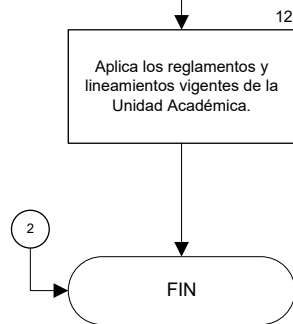 12
Aplica los reglamentos y
lineamientos vigentes de la
Unidad Académica.
2
FIN